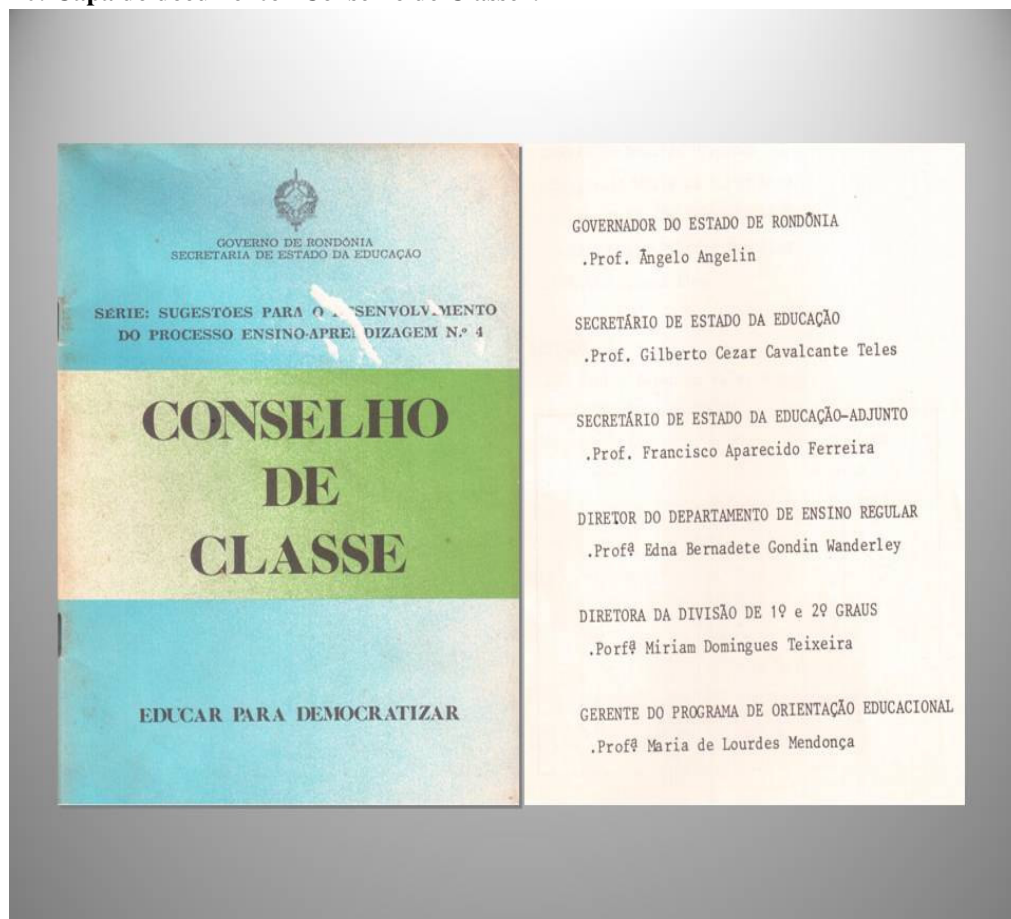 GOVERNO DE RONDÔNIA
SECRETARIA DE ESTADO DA EDUCAÇÃO
SÉRIE: SUGESTÕES PARA O DESENVOLVIMENTO
DO PROCESSO ENSINO-APRENDIZAGEM N.º 4
CONSELHO
DE
CLASSE
EDUCAR PARA DEMOCRATIZAR
GOVERNADOR DO ESTADO DE RONDÔNIA
.Prof. Ângelo Angelin
SECRETÁRIO DE ESTADO DA EDUCAÇÃO
.Prof. Gilberto Cezar Cavalcante Teles
SECRETÁRIO DE ESTADO DA EDUCAÇÃO-ADJUNTO
.Prof. Francisco Aparecido Ferreira
DIRETOR DO DEPARTAMENTO DE ENSINO REGULAR
.Profª Edna Bernadete Gondin Wanderley
DIRETORA DA DIVISÃO DE 1º e 2º GRAUS
.Porfª Miriam Domingues Teixeira
GERENTE DO PROGRAMA DE ORIENTAÇÃO EDUCACIONAL
.Profª Maria de Lourdes Mendonça